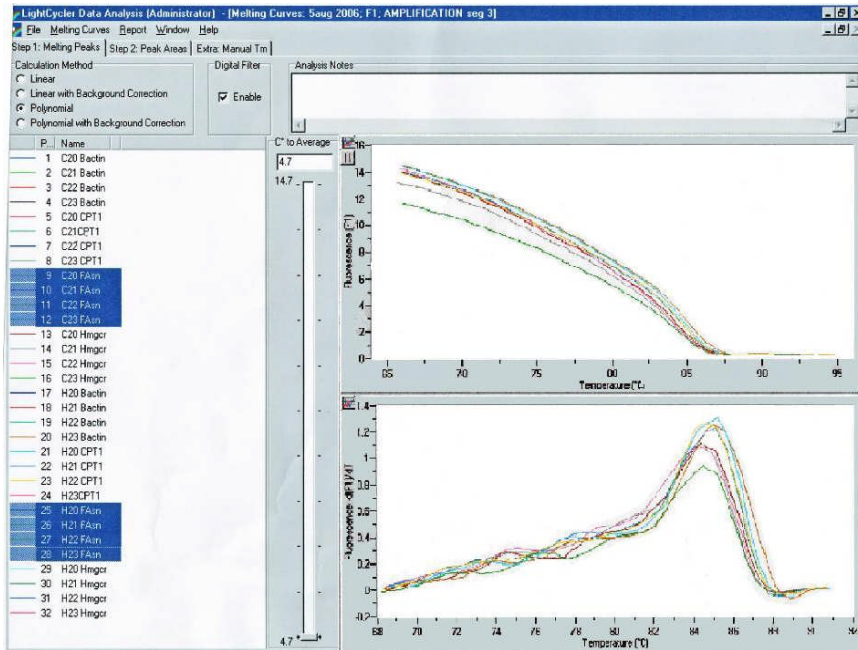 LightCycler Data Analysis (Administrator) - [Melting Curves: 5aug 2006; F1; AMPLIFICATION seg 3]
File Melting Curves Report Window Help
Step 1: Melting Peaks Step 2: Peak Areas Extra: Manual Tm
Calculation Method
Linear
Linear with Background Correction
Polynomial
Polynomial with Background Correction
Digital Filter
Enable
Analysis Notes
P... Name
1 C20 Bactin
2 C21 Bactin
3 C22 Bactin
4 C23 Bactin
5 C20 CPT1
6 C21CPT1
7 C22 CPT1
8 C23 CPT1
9 C20 FAsn
10 C21 FAsn
11 C22 FAsn
12 C23 FAsn
13 C20 Hmgcr
14 C21 Hmgcr
15 C22 Hmgcr
16 C23 Hmgcr
17 H20 Bactin
18 H21 Bactin
19 H22 Bactin
20 H23 Bactin
21 H20 CPT1
22 H21 CPT1
23 H22 CPT1
24 H23CPT1
25 H20 FAsn
26 H21 FAsn
27 H22 FAsn
28 H23 FAsn
29 H20 Hmgcr
30 H21 Hmgcr
31 H22 Hmgcr
32 H23 Hmgcr
C° to Average
4.7
14.7
4.7
16
14
12
10
8
6
4
2
0
Fluorescence (F1)
65 70 75 80 85 90 95
Temperature (°C)
1.4
1.2
1
0.8
0.6
0.4
0.2
0.0
-0.2
Fluorescence -d(F1)/dT
68 70 72 74 76 78 80 82 84 86 88 90 92
Temperature (°C)